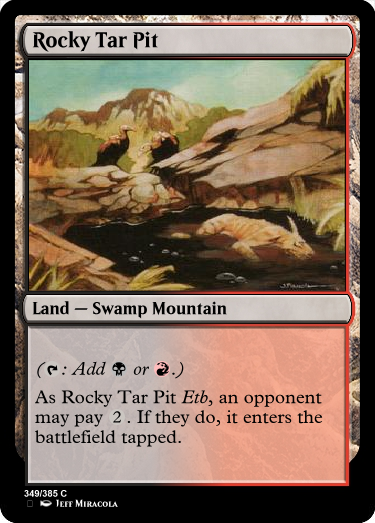 Rocky Tar Pit
Land — Swamp Mountain
(: Add or .)
As Rocky Tar Pit Etb, an opponent
may pay 2 . If they do, it enters the
battlefield tapped.
349/385 C
Jeff Miracola